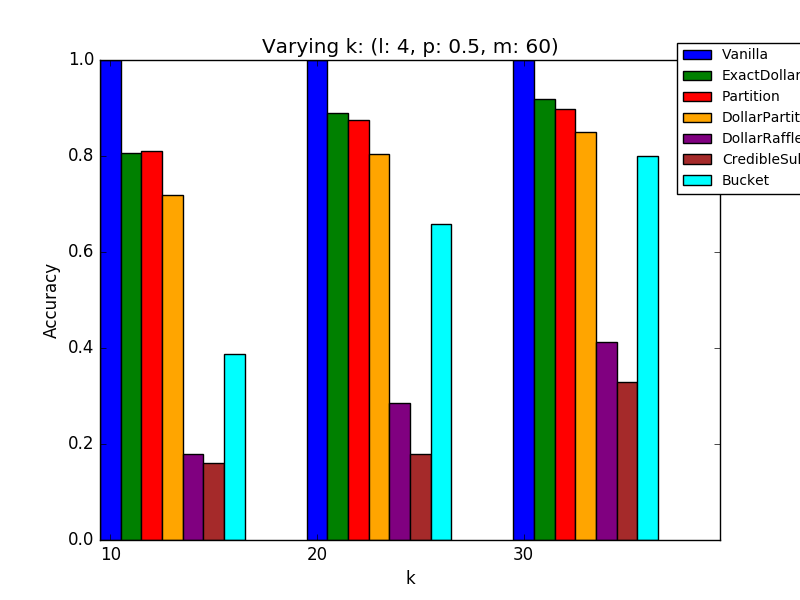 Varying k: (l: 4, p: 0.5, m: 60)
Vanilla
ExactDollar
Partition
DollarPartit
DollarRaffle
CredibleSu
Bucket
1.0
0.8
0.6
0.4
0.2
0.0
Accuracy
10 20 30
k